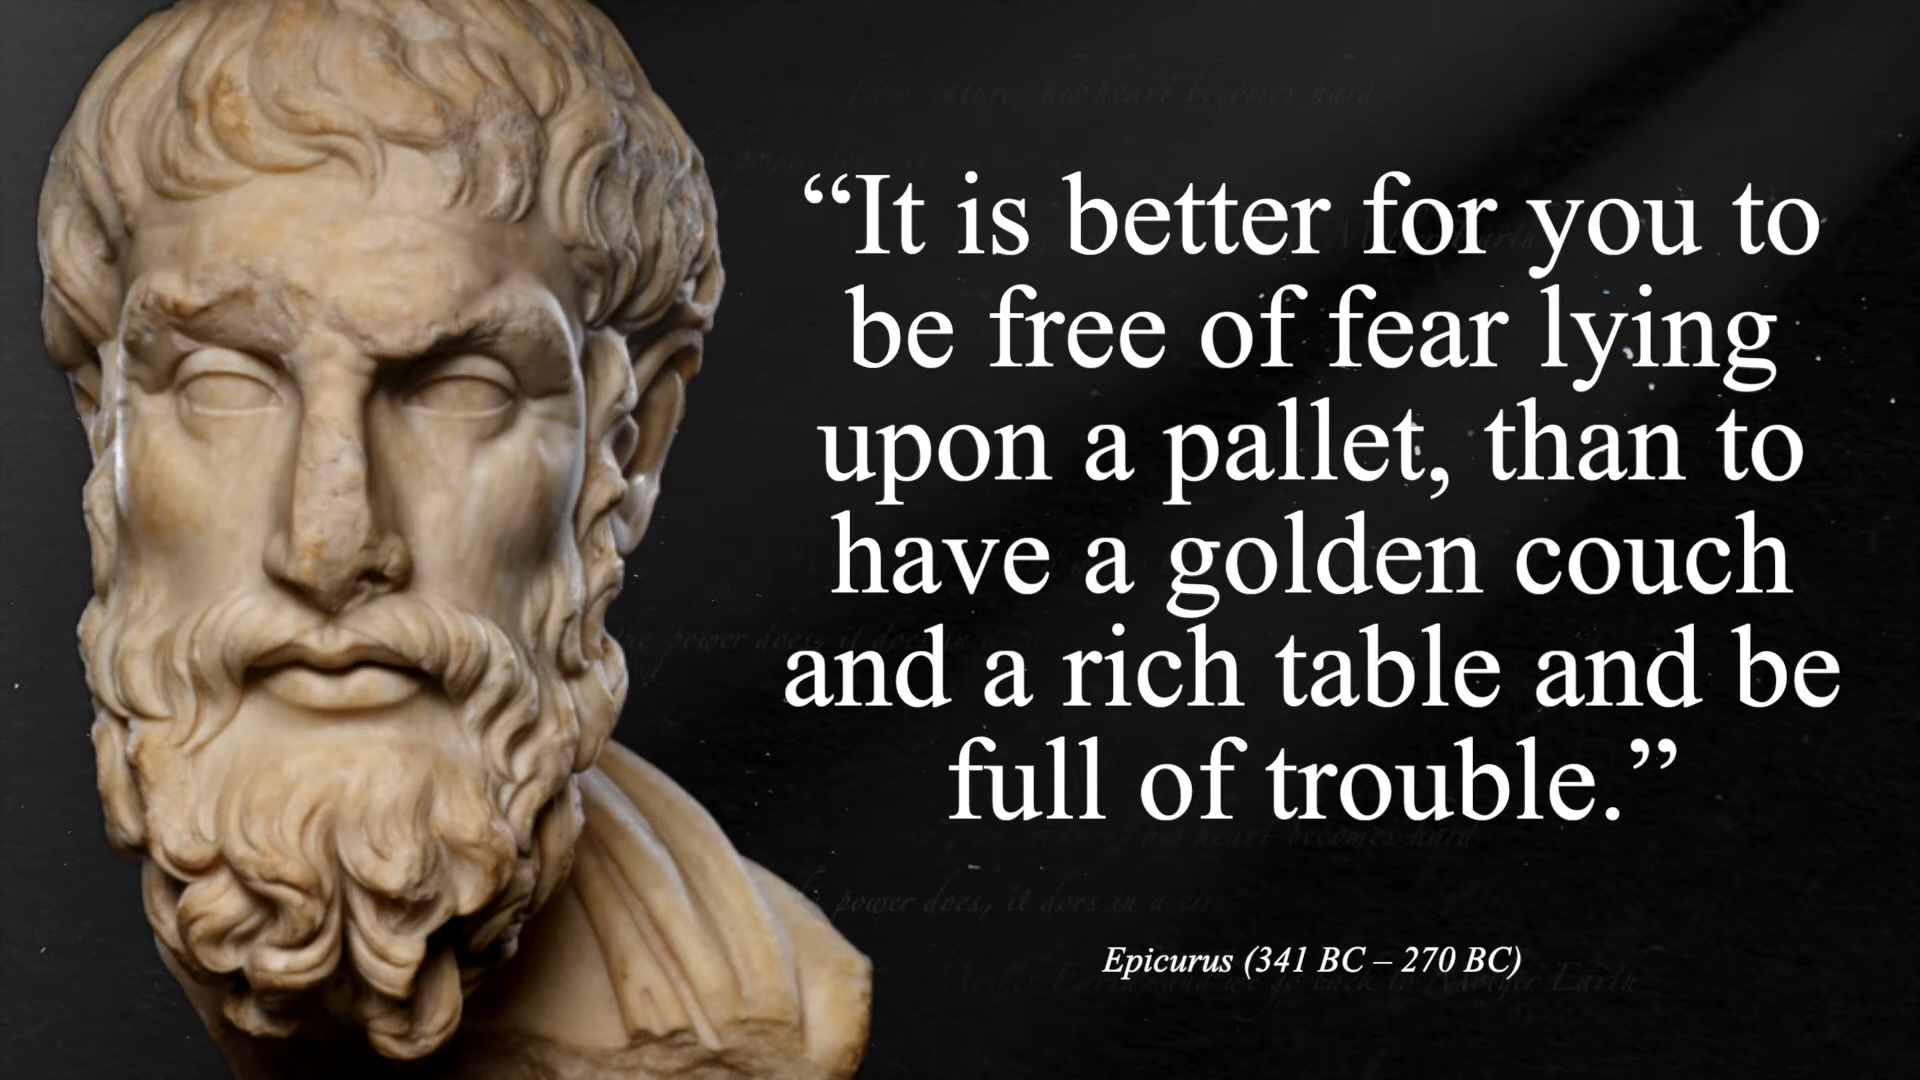 “It is better for you to
be free of fear lying
upon a pallet, than to
have a golden couch
and a rich table and be
full of trouble.”
Epicurus (341 BC – 270 BC)